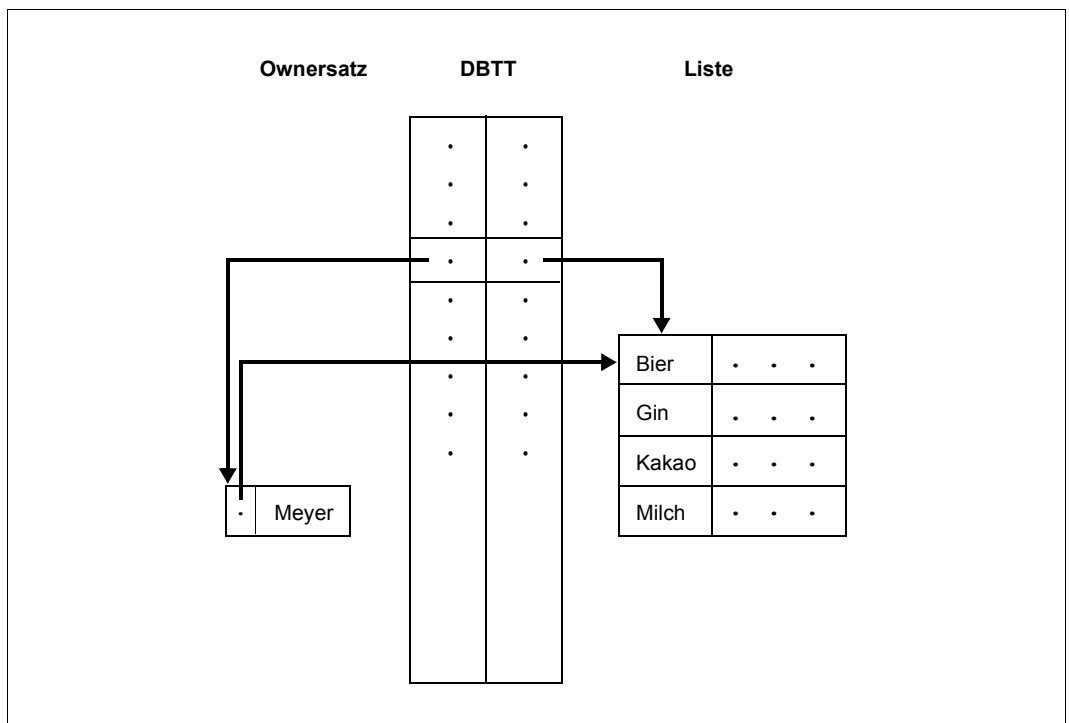 Ownersatz DBTT Liste
Bier . . .
Gin . . .
Kakao . . .
Milch . . .
Meyer